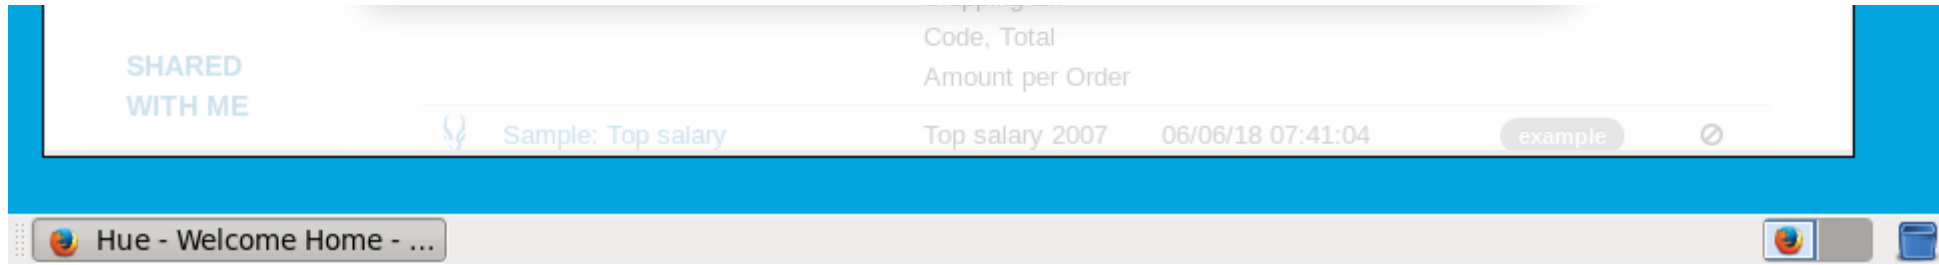 Code, Total
Amount per Order
SHARED
WITH ME
Sample: Top salary Top salary 2007 06/06/18 07:41:04 example
Hue - Welcome Home - ...